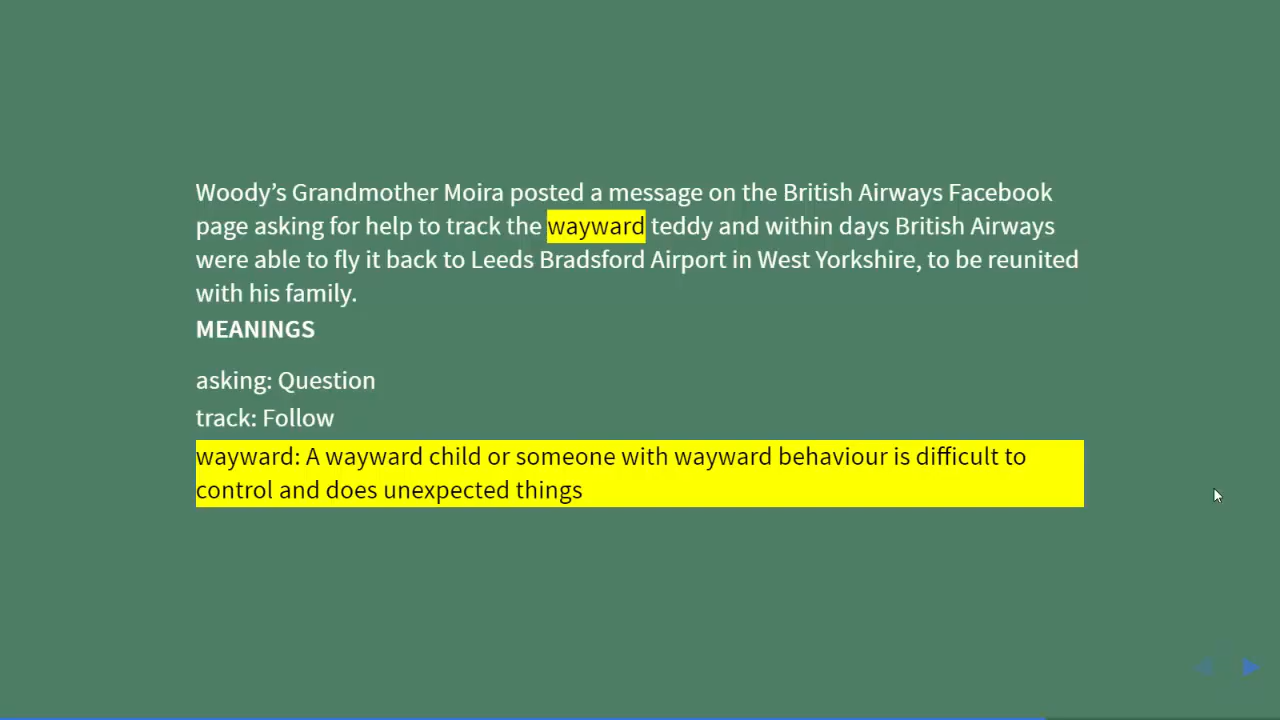 Woody’s Grandmother Moira posted a message on the British Airways Facebook
page asking for help to track the wayward teddy and within days British Airways
were able to fly it back to Leeds Bradsford Airport in West Yorkshire, to be reunited
with his family.
MEANINGS
asking: Question
track: Follow
wayward: A wayward child or someone with wayward behaviour is difficult to
control and does unexpected things